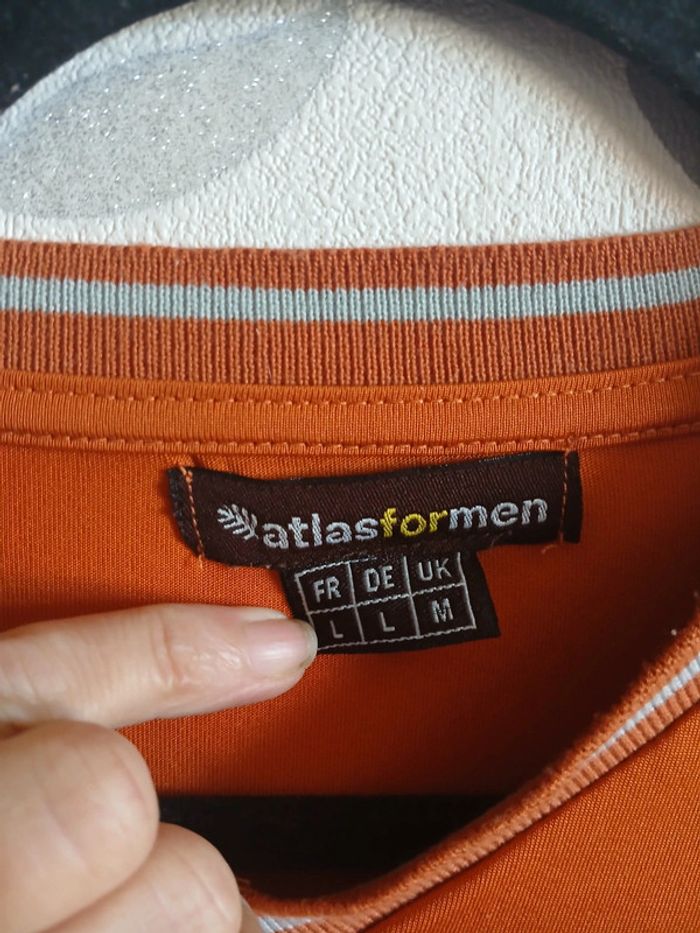 atlasformen
FR DE UK
L L M